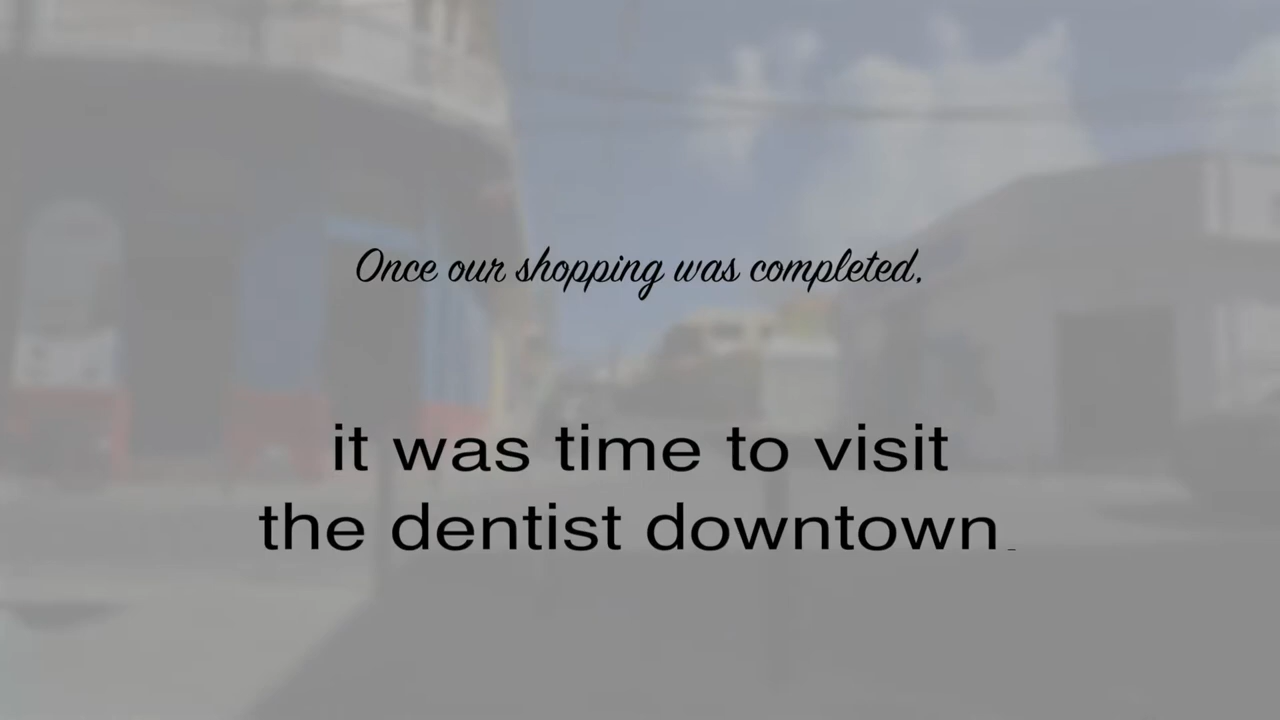 Once our shopping was completed,
it was time to visit
the dentist downtown